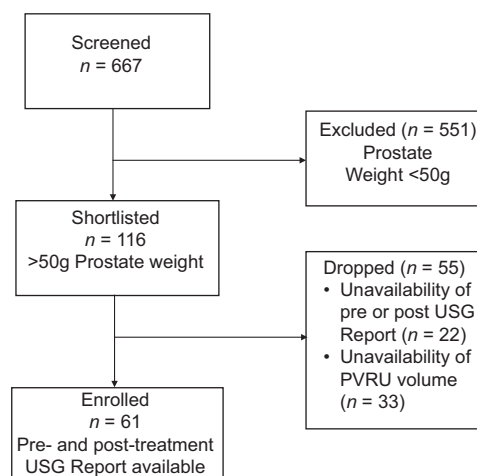 Screened
n = 667
Excluded (n = 551)
Prostate
Weight <50g
Shortlisted
n = 116
>50g Prostate weight
Dropped (n = 55)
• Unavailability of
pre or post USG
Report (n = 22)
• Unavailability of
PVRU volume
(n = 33)
Enrolled
n = 61
Pre- and post-treatment
USG Report available